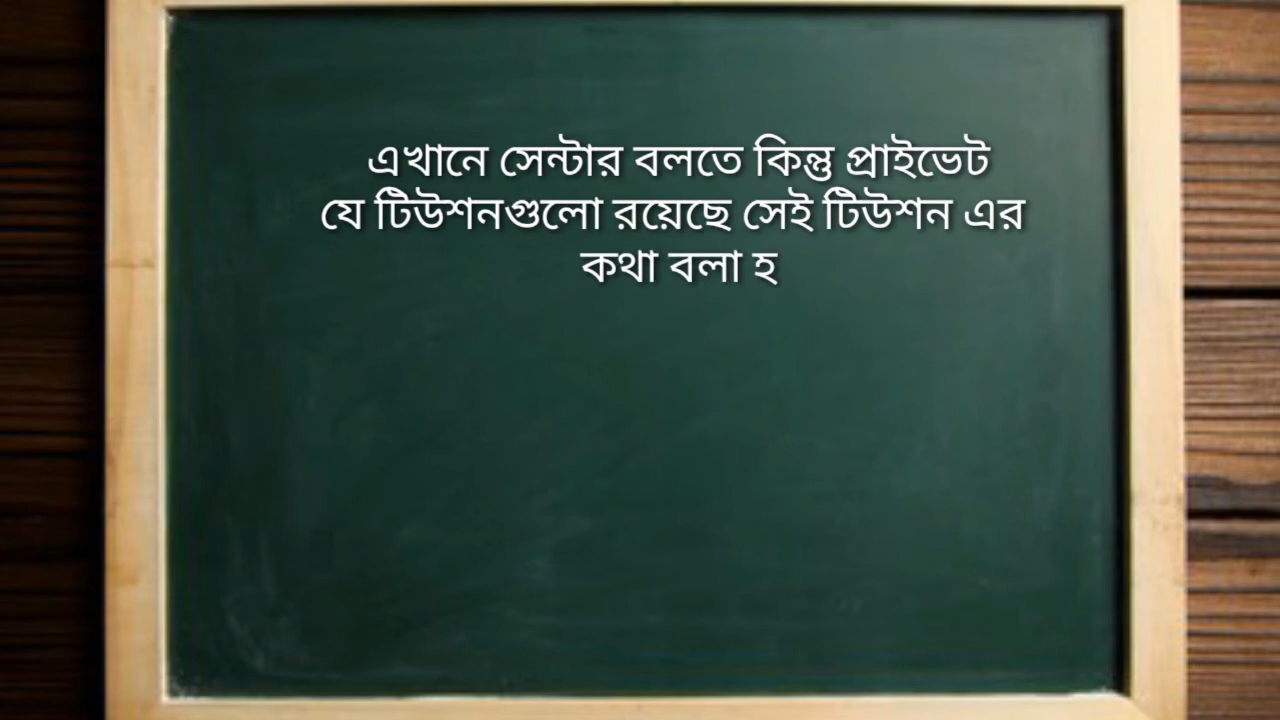 এখানে সেন্টার বলতে কিন্তু প্রাইভেট
যে টিউশনগুলো রয়েছে সেই টিউশন এর
কথা বলা হ